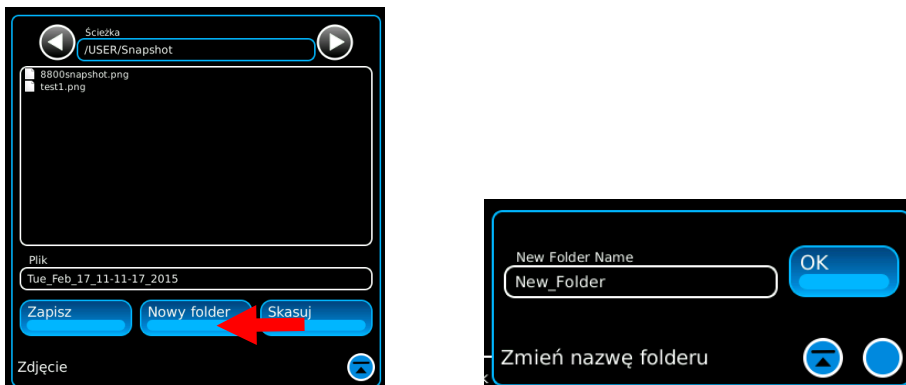 Ścieżka
/USER/Snapshot
8800snapshot.png
test1.png
Plik
Tue_Feb_17_11-11-17_2015
Zapisz
Nowy folder
Skasuj
Zdjęcie
New Folder Name
New_Folder
OK
Zmień nazwę folderu